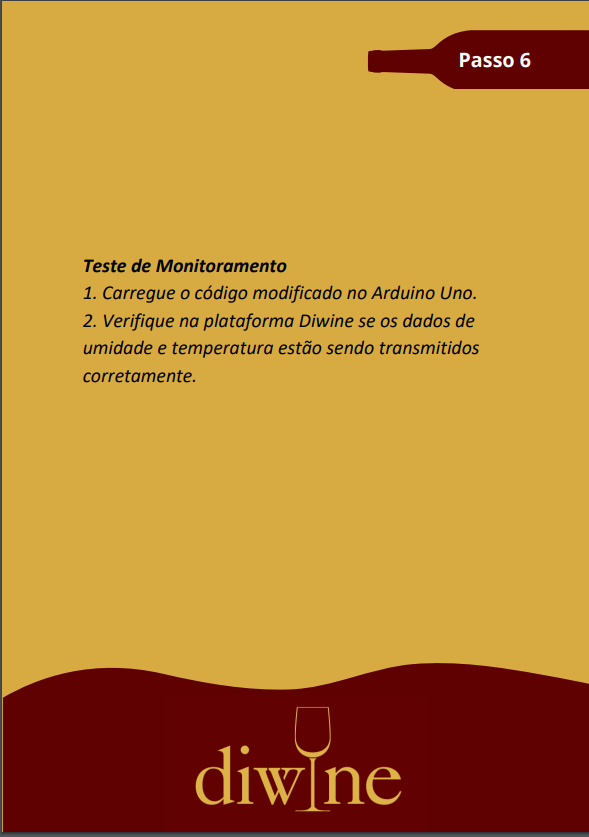 Passo 6
Teste de Monitoramento
1. Carregue o código modificado no Arduino Uno.
2. Verifique na plataforma Diwine se os dados de
umidade e temperatura estão sendo transmitidos
corretamente.
diwine